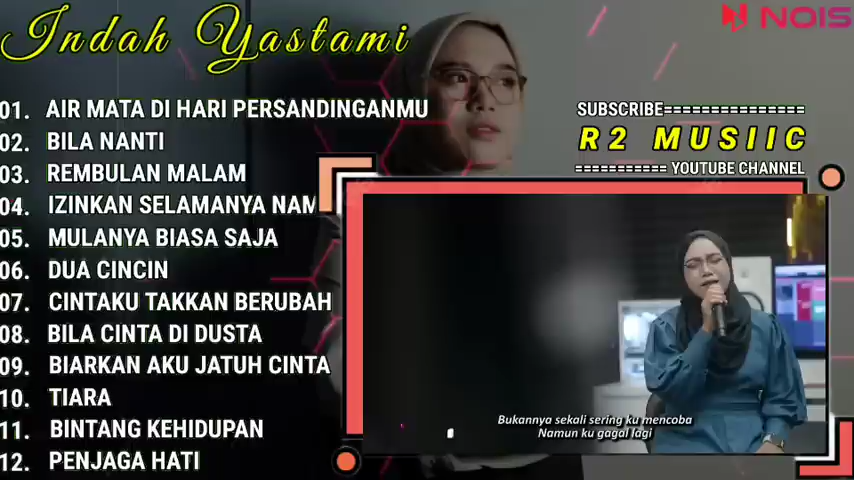 Indah Yastami
NOIS
01. AIR MATA DI HARI PERSANDINGANMU
02. BILA NANTI
03. REMBULAN MALAM
04. IZINKAN SELAMANYA NAM
05. MULANYA BIASA SAJA
06. DUA CINCIN
07. CINTAKU TAKKAN BERUBAH
08. BILA CINTA DI DUSTA
09. BIARKAN AKU JATUH CINTA
10. TIARA
11. BINTANG KEHIDUPAN
12. PENJAGA HATI
SUBSCRIBE===============
R2 MUSIIC
=========== YOUTUBE CHANNEL
Bukannya sekali sering ku mencoba
Namun ku gagal lagi